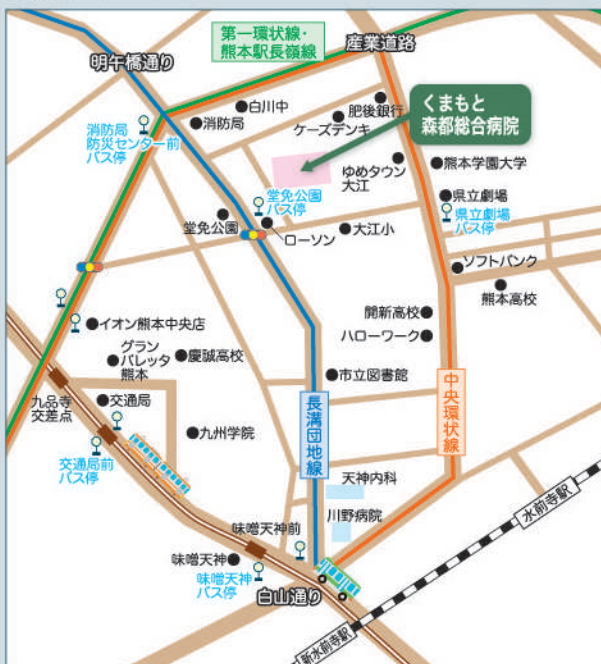 第一環状線・
熊本駅長嶺線
産業道路
明午橋通り
くまもと
森都総合病院
白川中
肥後銀行
消防局
ケーズデンキ
消防局
防災センター前
バス停
ゆめタウン
大江
熊本学園大学
県立劇場
県立劇場
バス停
堂免公園
バス停
堂免公園
ローソン
大江小
ソフトバンク
熊本高校
開新高校
ハローワーク
イオン熊本中央店
グラン
パレッタ
熊本
慶誠高校
市立図書館
九品寺
交差点
交通局
九州学院
長溝団地線
中央環状線
交通局前
バス停
天神内科
川野病院
味噌天神前
味噌天神
味噌天神
バス停
白山通り
水前寺駅
新水前寺駅